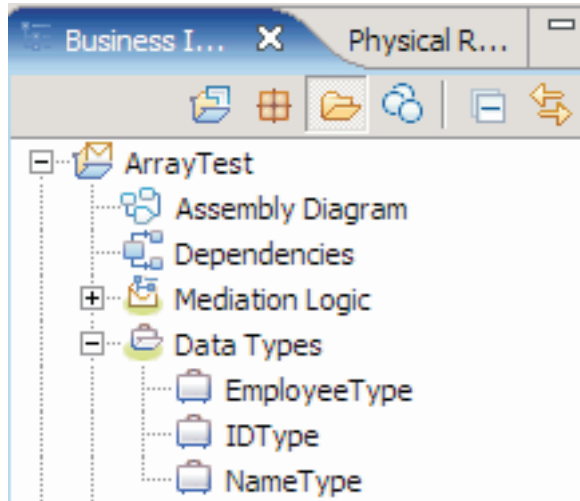 Business I... Physical R...
ArrayTest
Assembly Diagram
Dependencies
Mediation Logic
Data Types
EmployeeType
IDType
NameType